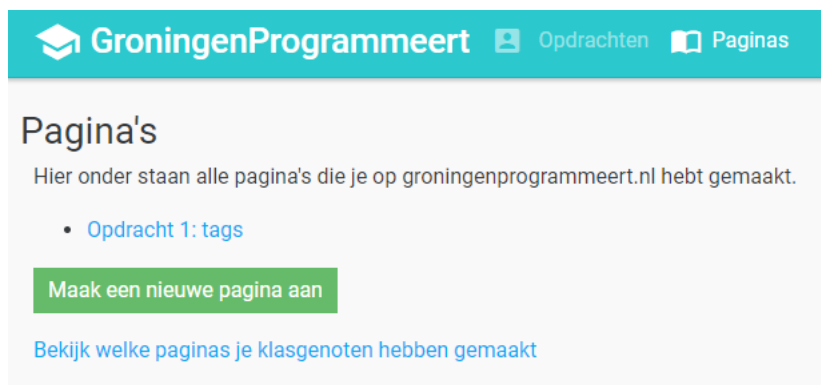 GroningenProgrammeert Opdrachten Paginas
Pagina's
Hier onder staan alle pagina's die je op groningenprogrammeert.nl hebt gemaakt.
Opdracht 1: tags
Maak een nieuwe pagina aan
Bekijk welke paginas je klasgenoten hebben gemaakt